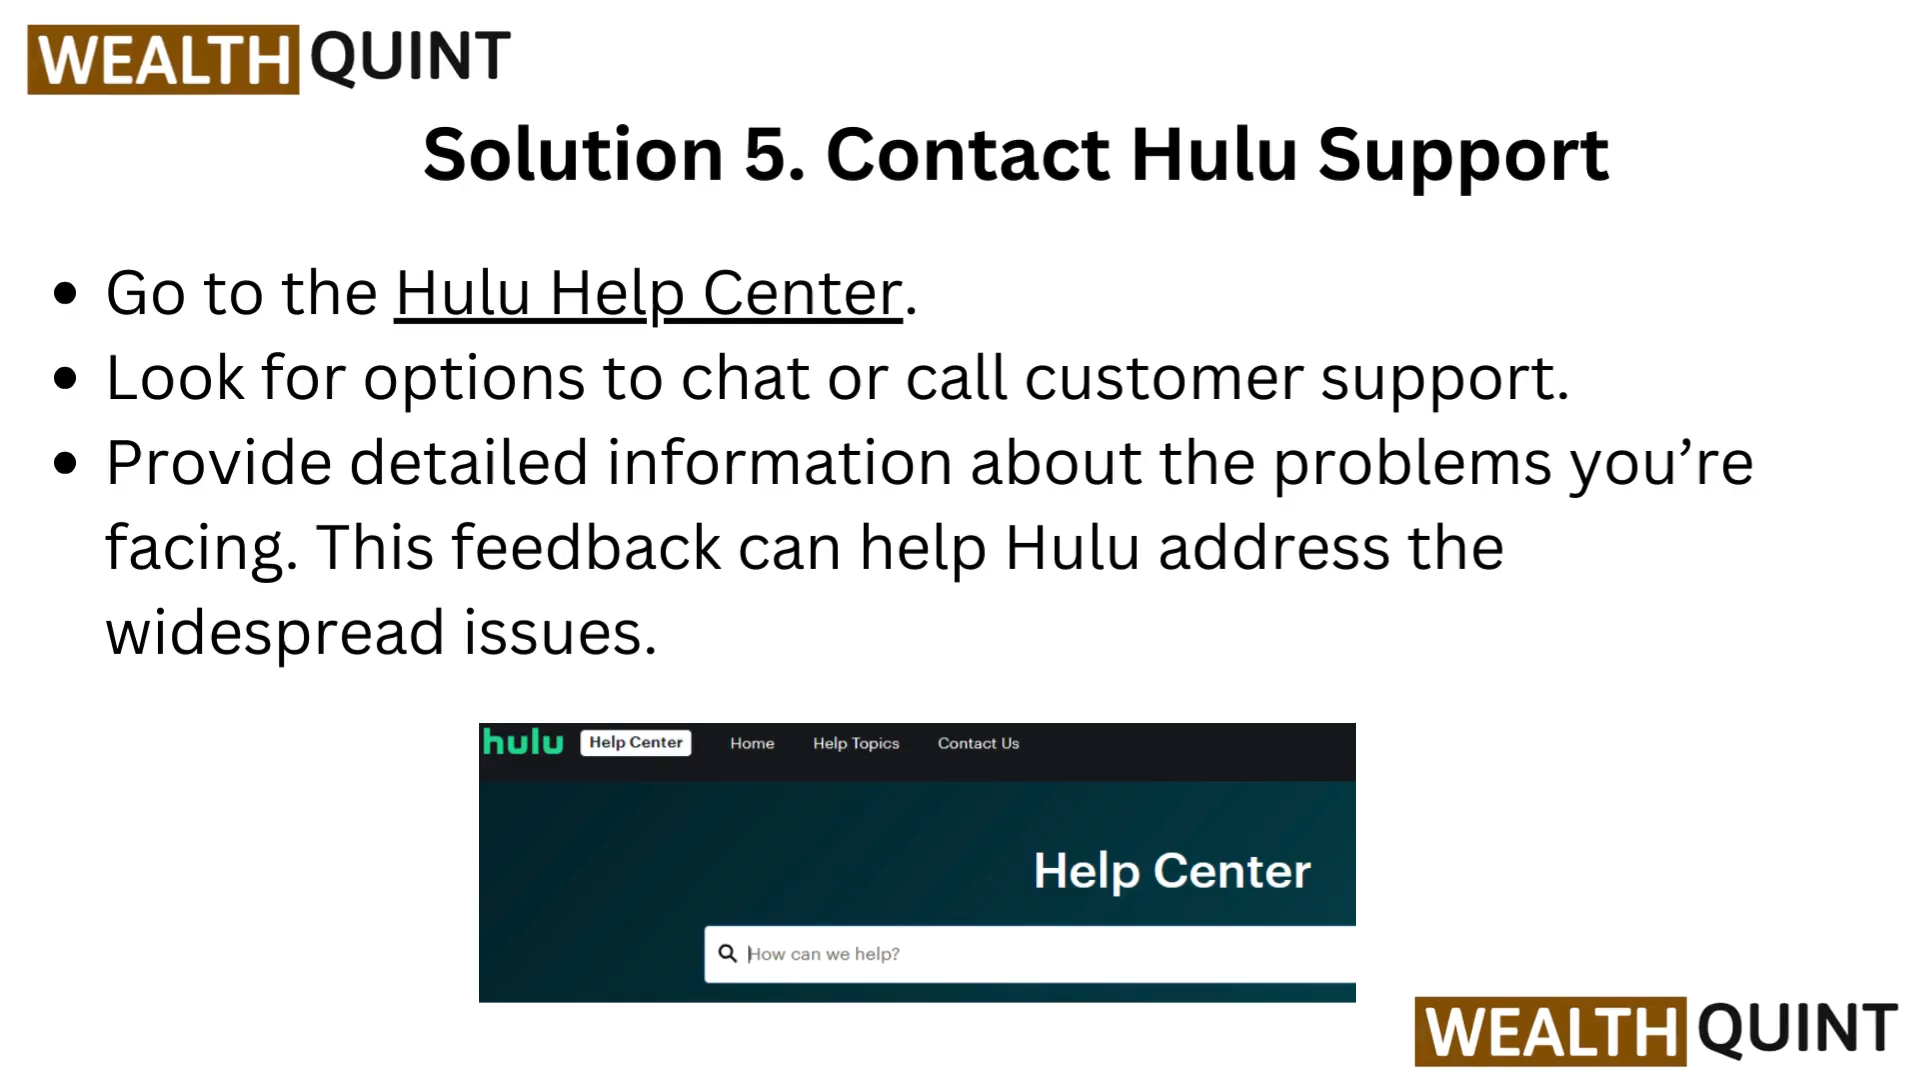 WEALTH QUINT
Solution 5. Contact Hulu Support
• Go to the Hulu Help Center.
• Look for options to chat or call customer support.
• Provide detailed information about the problems you’re
facing. This feedback can help Hulu address the
widespread issues.
hulu Help Center Home Help Topics Contact Us
Help Center
How can we help?
WEALTH QUINT